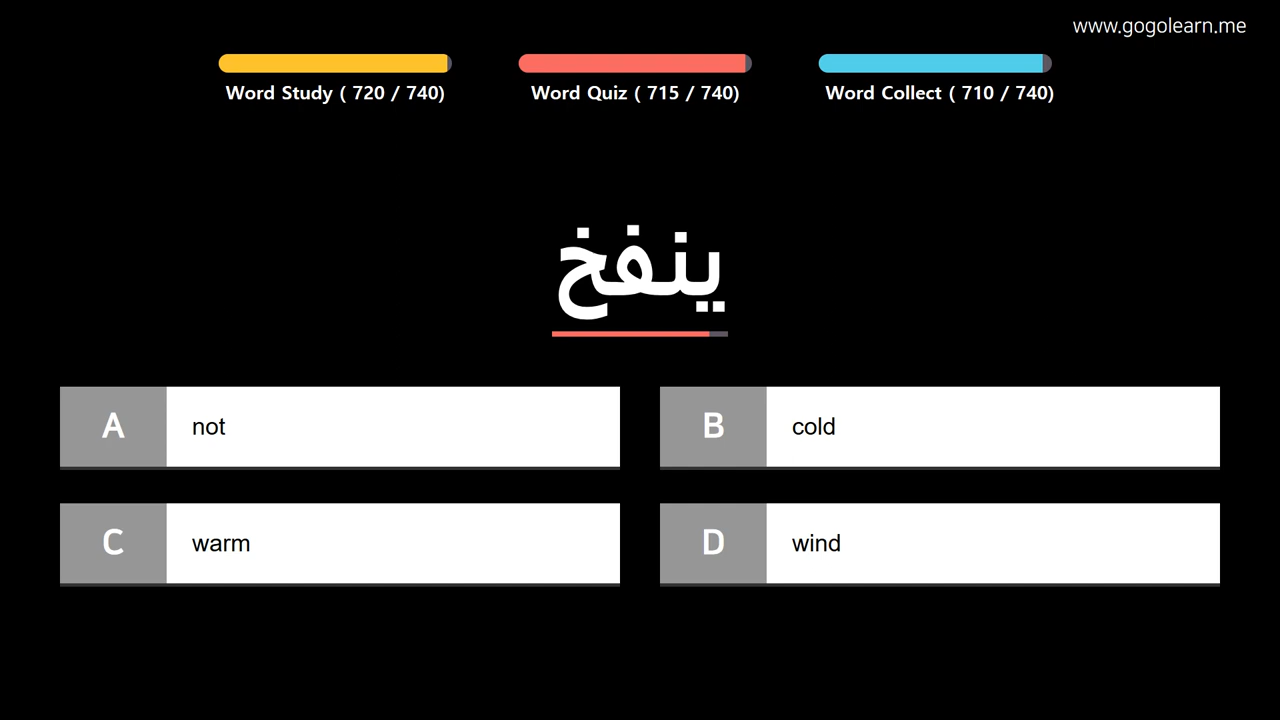 www.gogolearn.me
Word Study ( 720 / 740)
Word Quiz ( 715 / 740)
Word Collect ( 710 / 740)
ينفخ
A not
B cold
C warm
D wind